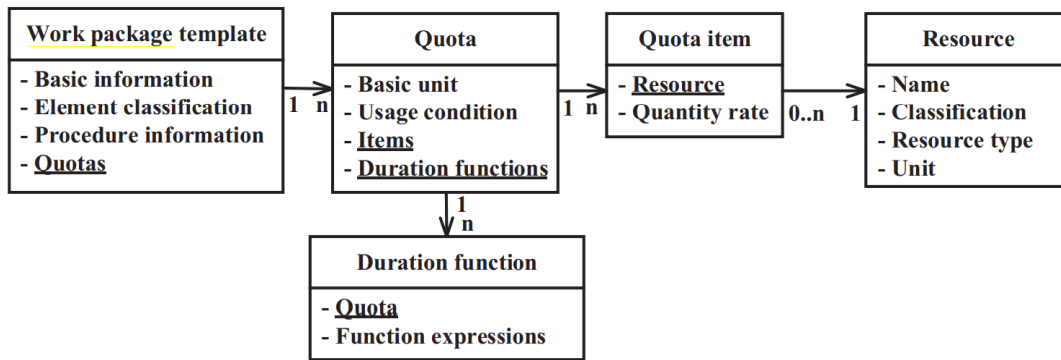 Work package template
- Basic information
- Element classification
- Procedure information
- Quotas
1 n
Quota
- Basic unit
- Usage condition
- Items
- Duration functions
1 n
Quota item
- Resource
- Quantity rate
0..n 1
Resource
- Name
- Classification
- Resource type
- Unit
1
n
Duration function
- Quota
- Function expressions